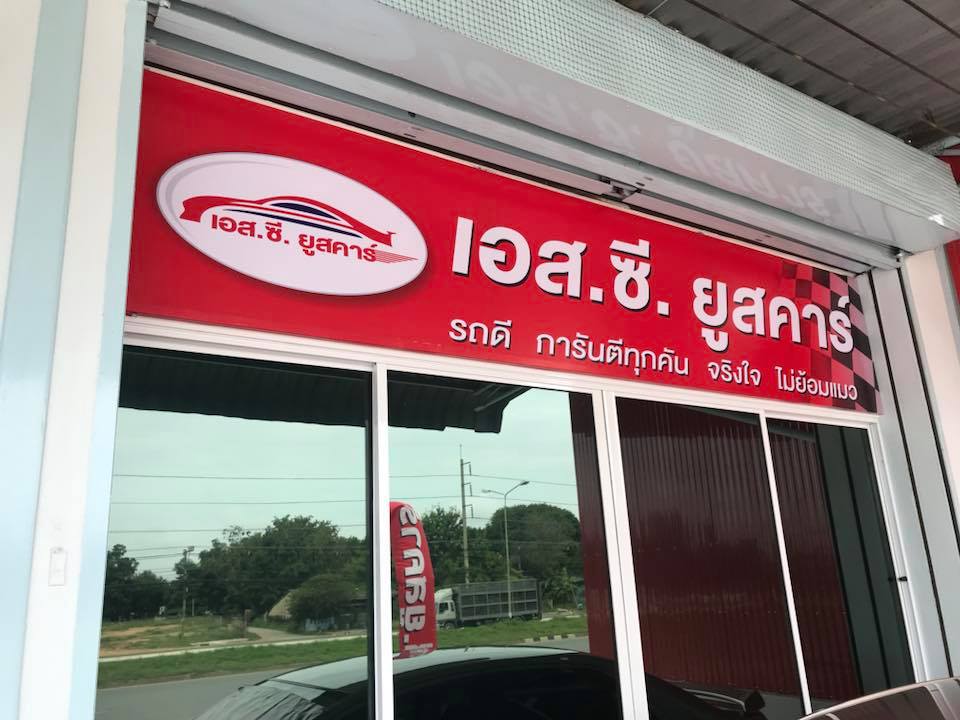 เอส.ซี. ยูสคาร์
เอส.ซี. ยูสคาร์
รถดี การันตีทุกคัน จริงใจ ไม่ย้อมแมว